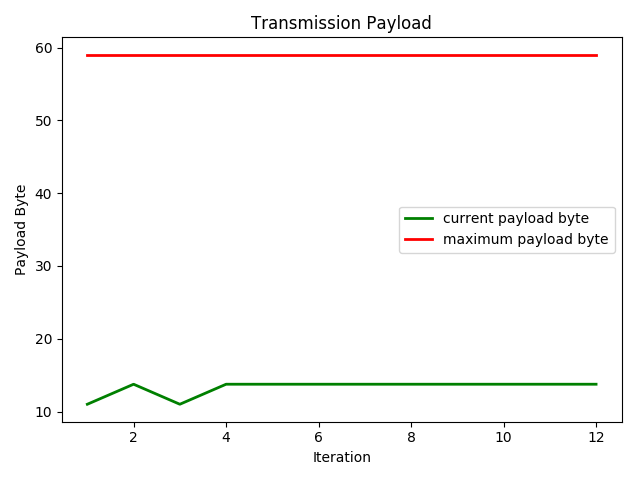 Transmission Payload
60
50
40
30
20
10
Payload Byte
current payload byte
maximum payload byte
2 4 6 8 10 12
Iteration